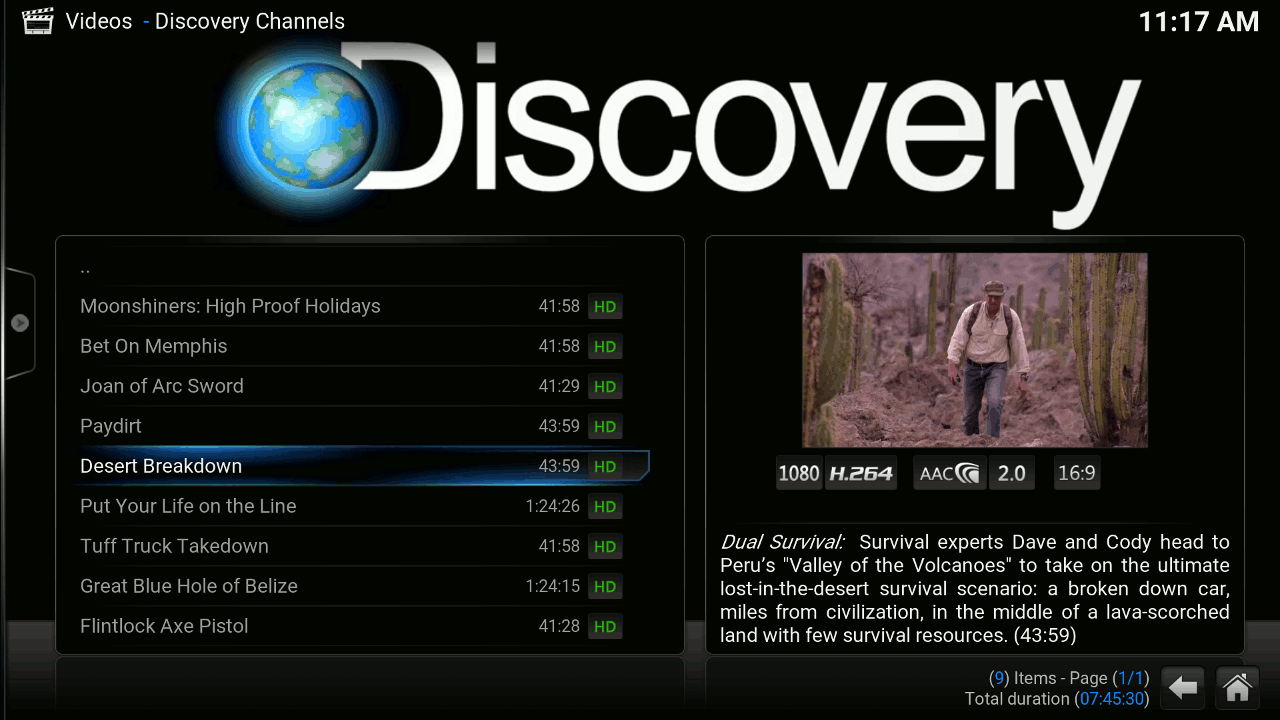 Videos - Discovery Channels
11:17 AM
Discovery
..
Moonshiners: High Proof Holidays 41:58 HD
Bet On Memphis 41:58 HD
Joan of Arc Sword 41:29 HD
Paydirt 43:59 HD
Desert Breakdown 43:59 HD
Put Your Life on the Line 1:24:26 HD
Tuff Truck Takedown 41:58 HD
Great Blue Hole of Belize 1:24:15 HD
Flintlock Axe Pistol 41:28 HD
1080 H.264 AAC 2.0 16:9
Dual Survival: Survival experts Dave and Cody head to
Peru’s "Valley of the Volcanoes" to take on the ultimate
lost-in-the-desert survival scenario: a broken down car,
miles from civilization, in the middle of a lava-scorched
land with few survival resources. (43:59)
(9) Items - Page (1/1)
Total duration (07:45:30)